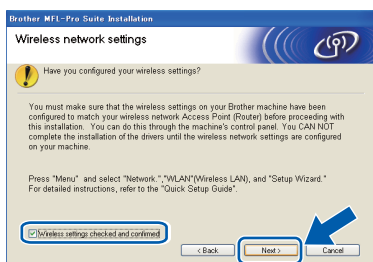 Brother MFL-Pro Suite Installation
Wireless network settings
Have you configured your wireless settings?
You must make sure that the wireless settings on your Brother machine have been
configured to match your wireless network Access Point (Router) before proceeding with
this installation. You can do this through the machine's control panel. You CAN NOT
complete the installation of the drivers until the wireless network settings are configured
on your machine.
Press "Menu" and select "Network.","WLAN"(Wireless LAN), and "Setup Wizard."
For detailed instructions, refer to the "Quick Setup Guide".
Wireless settings checked and confirmed
< Back
Next >
Cancel